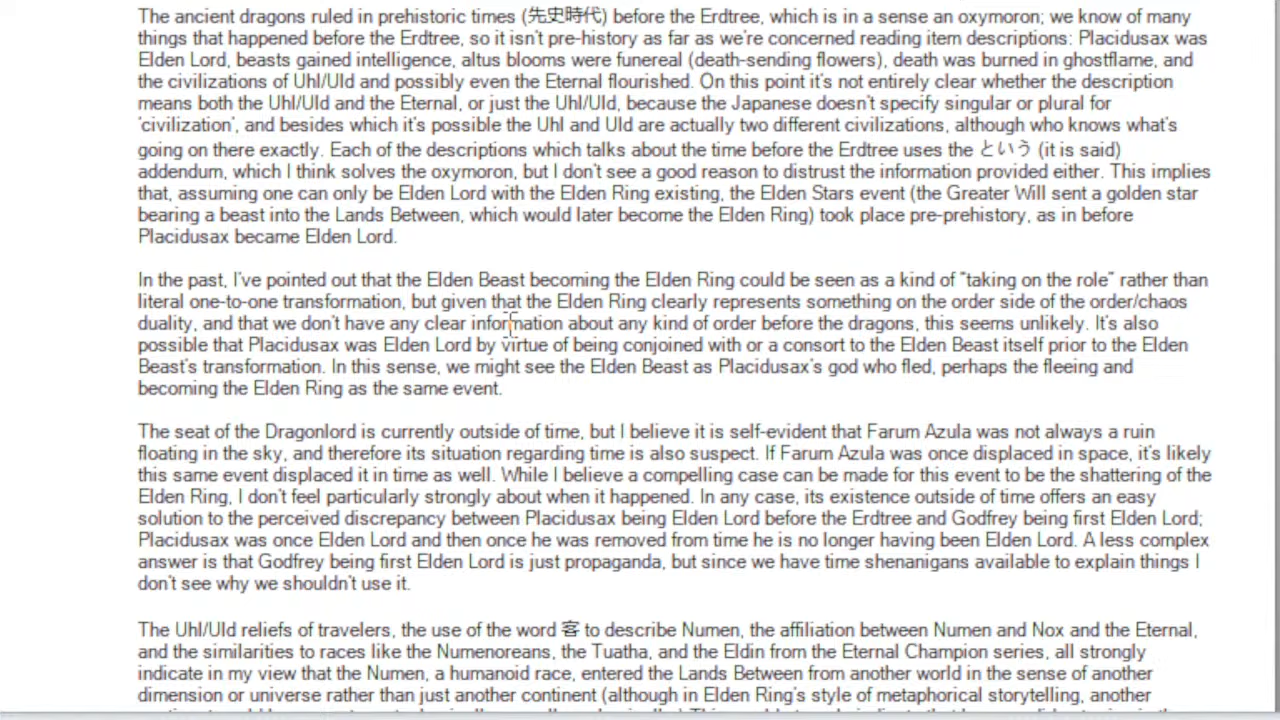 The ancient dragons ruled in prehistoric times (先史時代) before the Erdtree, which is in a sense an oxymoron; we know of many
things that happened before the Erdtree, so it isn't pre-history as far as we're concerned reading item descriptions: Placidusax was
Elden Lord, beasts gained intelligence, altus blooms were funereal (death-sending flowers), death was burned in ghostflame, and
the civilizations of Uhl/Uld and possibly even the Eternal flourished. On this point it's not entirely clear whether the description
means both the Uhl/Uld and the Eternal, or just the Uhl/Uld, because the Japanese doesn't specify singular or plural for
'civilization', and besides which it's possible the Uhl and Uld are actually two different civilizations, although who knows what's
going on there exactly. Each of the descriptions which talks about the time before the Erdtree uses the という (it is said)
addendum, which I think solves the oxymoron, but I don't see a good reason to distrust the information provided either. This implies
that, assuming one can only be Elden Lord with the Elden Ring existing, the Elden Stars event (the Greater Will sent a golden star
bearing a beast into the Lands Between, which would later become the Elden Ring) took place pre-prehistory, as in before
Placidusax became Elden Lord.
In the past, I've pointed out that the Elden Beast becoming the Elden Ring could be seen as a kind of "taking on the role" rather than
literal one-to-one transformation, but given that the Elden Ring clearly represents something on the order side of the order/chaos
duality, and that we don't have any clear information about any kind of order before the dragons, this seems unlikely. It's also
possible that Placidusax was Elden Lord by virtue of being conjoined with or a consort to the Elden Beast itself prior to the Elden
Beast's transformation. In this sense, we might see the Elden Beast as Placidusax's god who fled, perhaps the fleeing and
becoming the Elden Ring as the same event.
The seat of the Dragonlord is currently outside of time, but I believe it is self-evident that Farum Azula was not always a ruin
floating in the sky, and therefore its situation regarding time is also suspect. If Farum Azula was once displaced in space, it's likely
this same event displaced it in time as well. While I believe a compelling case can be made for this event to be the shattering of the
Elden Ring, I don't feel particularly strongly about when it happened. In any case, its existence outside of time offers an easy
solution to the perceived discrepancy between Placidusax being Elden Lord before the Erdtree and Godfrey being first Elden Lord;
Placidusax was once Elden Lord and then once he was removed from time he is no longer having been Elden Lord. A less complex
answer is that Godfrey being first Elden Lord is just propaganda, but since we have time shenanigans available to explain things I
don't see why we shouldn't use it.
The Uhl/Uld reliefs of travelers, the use of the word 客 to describe Numen, the affiliation between Numen and Nox and the Eternal,
and the similarities to races like the Numenoreans, the Tuatha, and the Eldin from the Eternal Champion series, all strongly
indicate in my view that the Numen, a humanoid race, entered the Lands Between from another world in the sense of another
dimension or universe rather than just another continent (although in Elden Ring's style of metaphorical storytelling, another